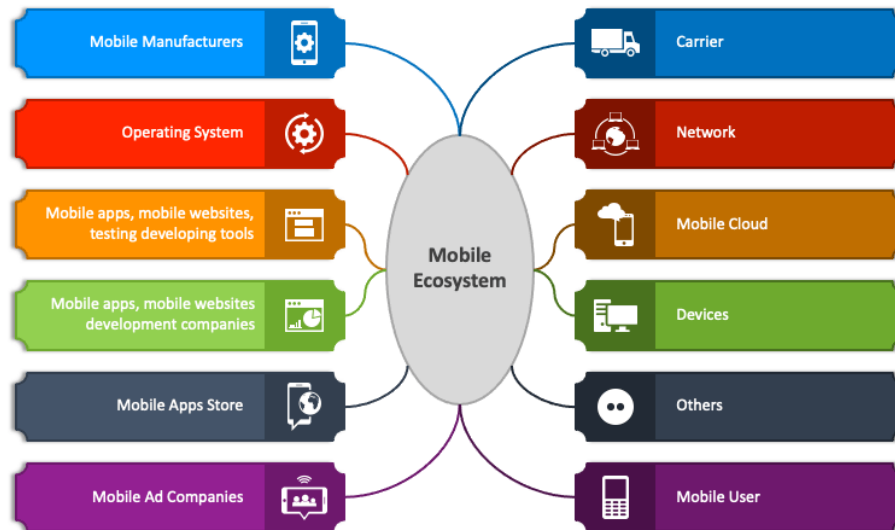 Mobile Manufacturers
Operating System
Mobile apps, mobile websites,
testing developing tools
Mobile apps, mobile websites
development companies
Mobile Apps Store
Mobile Ad Companies
Mobile
Ecosystem
Carrier
Network
Mobile Cloud
Devices
Others
Mobile User